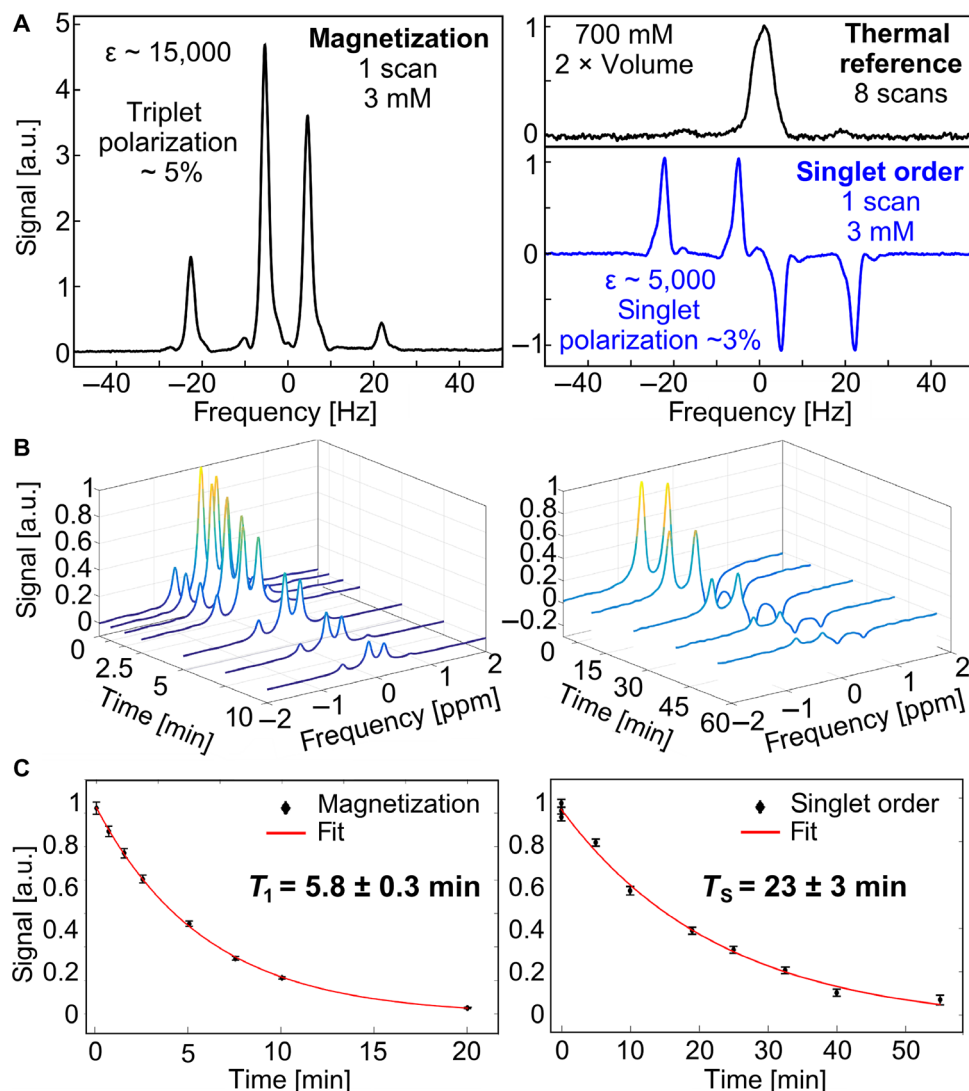 A
Signal [a.u.]
5
4
3
2
1
0
ε ~ 15,000
Triplet
polarization
~ 5%
Magnetization
1 scan
3 mM
−40
−20
0
20
40
Frequency [Hz]
1
0
700 mM
2 × Volume
Thermal
reference
8 scans
1
0
−1
Singlet order
1 scan
3 mM
ε ~ 5,000
Singlet
polarization ~3%
−40
−20
0
20
40
Frequency [Hz]
B
Signal [a.u.]
1
0.8
0.6
0.4
0.2
0
0
2.5
5
10
Time [min]
−2
−1
0
1
2
Frequency [ppm]
1
0.8
0.6
0.4
0.2
0
−0.2
0
15
30
45
60
Time [min]
−2
−1
0
1
2
Frequency [ppm]
C
Signal [a.u.]
1
0.8
0.6
0.4
0.2
0
Magnetization
Fit
T1 = 5.8 ± 0.3 min
0
5
10
15
20
Time [min]
1
0.8
0.6
0.4
0.2
0
Singlet order
Fit
TS = 23 ± 3 min
0
10
20
30
40
50
Time [min]